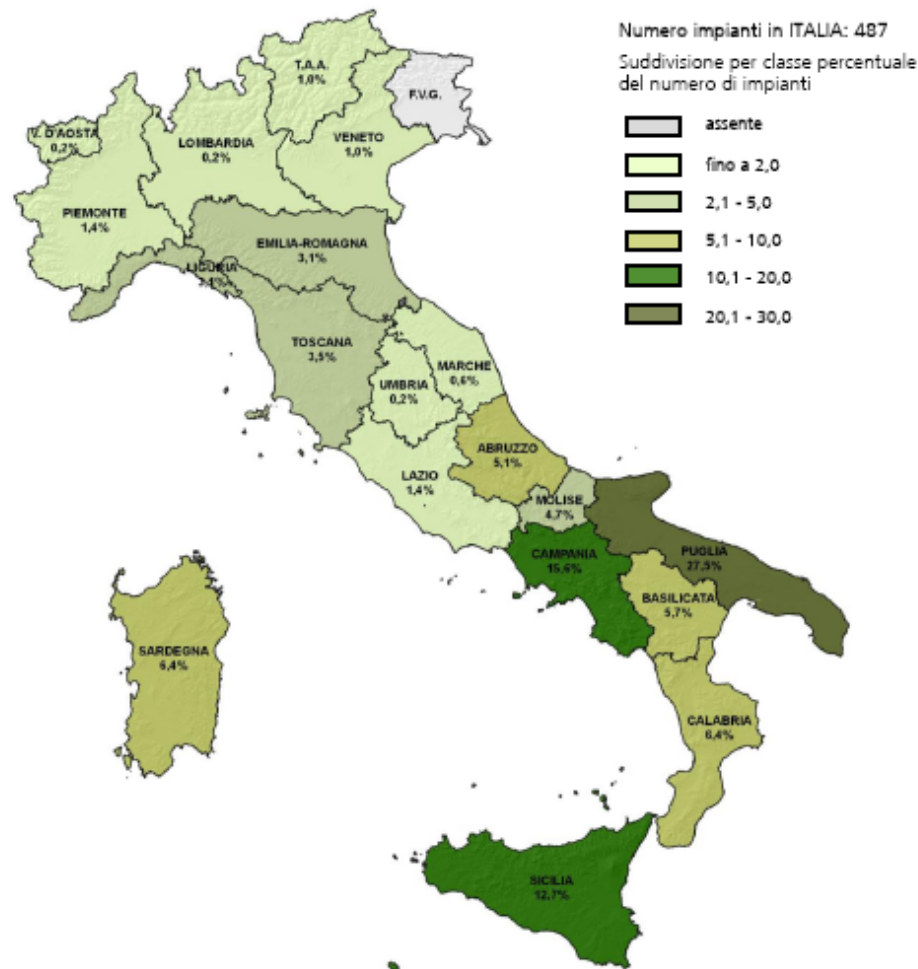 Numero impianti in ITALIA: 487
Suddivisione per classe percentuale
del numero di impianti
assente
fino a 2,0
2,1 - 5,0
5,1 - 10,0
10,1 - 20,0
20,1 - 30,0
T.A.A.
1,0%
F.V.G.
V. D'AOSTA
0,2%
LOMBARDIA
0,2%
VENETO
1,0%
PIEMONTE
1,4%
EMILIA-ROMAGNA
3,1%
LIGURIA
TOSCANA
3,5%
MARCHE
0,6%
UMBRIA
0,2%
ABRUZZO
5,1%
LAZIO
1,4%
MOLISE
4,7%
CAMPANIA
15,6%
PUGLIA
27,5%
BASILICATA
5,7%
SARDEGNA
6,4%
CALABRIA
6,4%
SICILIA
12,7%